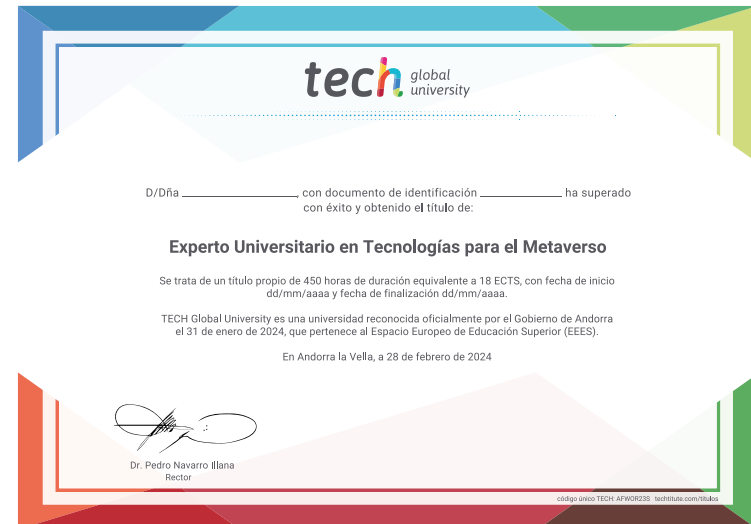 tech global
university
D/Dña ____________________, con documento de identificación ______________ ha superado
con éxito y obtenido el título de:
Experto Universitario en Tecnologías para el Metaverso
Se trata de un título propio de 450 horas de duración equivalente a 18 ECTS, con fecha de inicio
dd/mm/aaaa y fecha de finalización dd/mm/aaaa.
TECH Global University es una universidad reconocida oficialmente por el Gobierno de Andorra
el 31 de enero de 2024, que pertenece al Espacio Europeo de Educación Superior (EEES).
En Andorra la Vella, a 28 de febrero de 2024
Dr. Pedro Navarro Illana
Rector
código único TECH: AFWOR23S techtitute.com/titulos